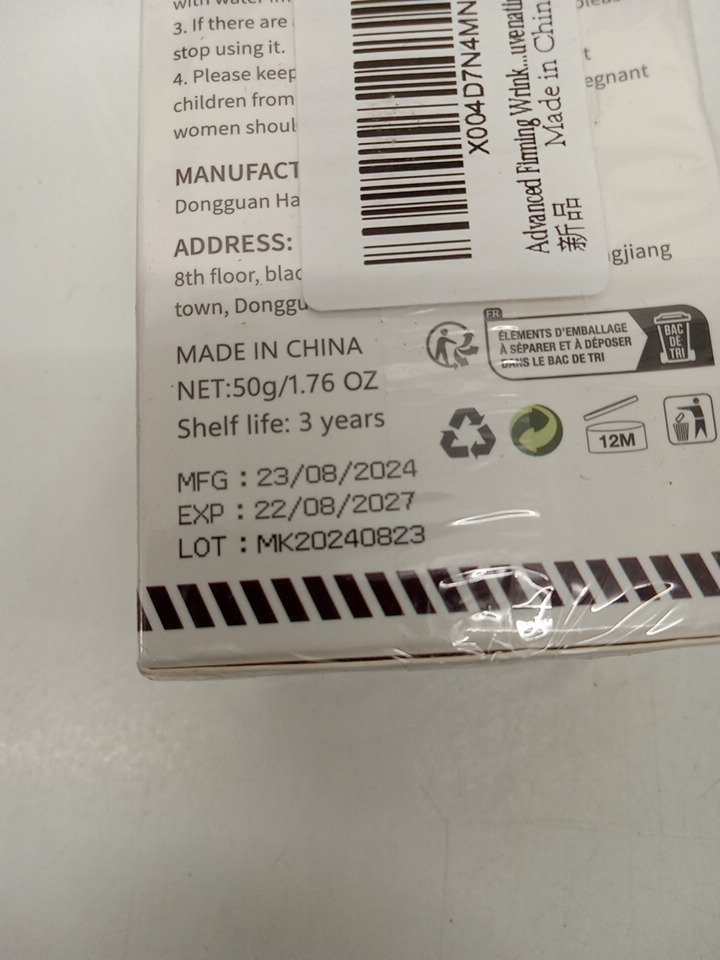 3. If there are
stop using it.
4. Please keep
children from
women shoul
egnant
MANUFACT
Dongguan Ha
ADDRESS:
8th floor, blac
gjiang
town, Donggu
MADE IN CHINA
NET:50g/1.76 OZ
Shelf life: 3 years
MFG : 23/08/2024
EXP : 22/08/2027
LOT : MK20240823
X004D7N4MN
Advanced Firming Wrink...uvenati
Made in Chin
新品
FR
ÉLÉMENTS D'EMBALLAGE
À SÉPARER ET À DÉPOSER
DANS LE BAC DE TRI
BAC
DE
TRI
12M